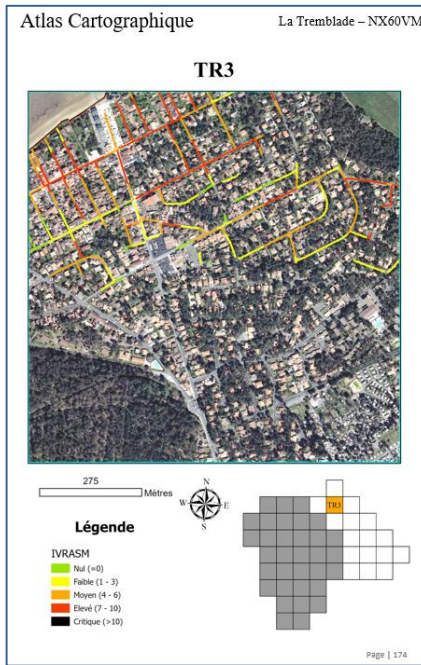 Atlas Cartographique
La Tremblade – NX60VM
TR3
275
Mètres
N
W
E
S
TR3
Légende
IVRASM
Nul (=0)
Faible (1 - 3)
Moyen (4 - 6)
Elevé (7 - 10)
Critique (>10)
Page | 174